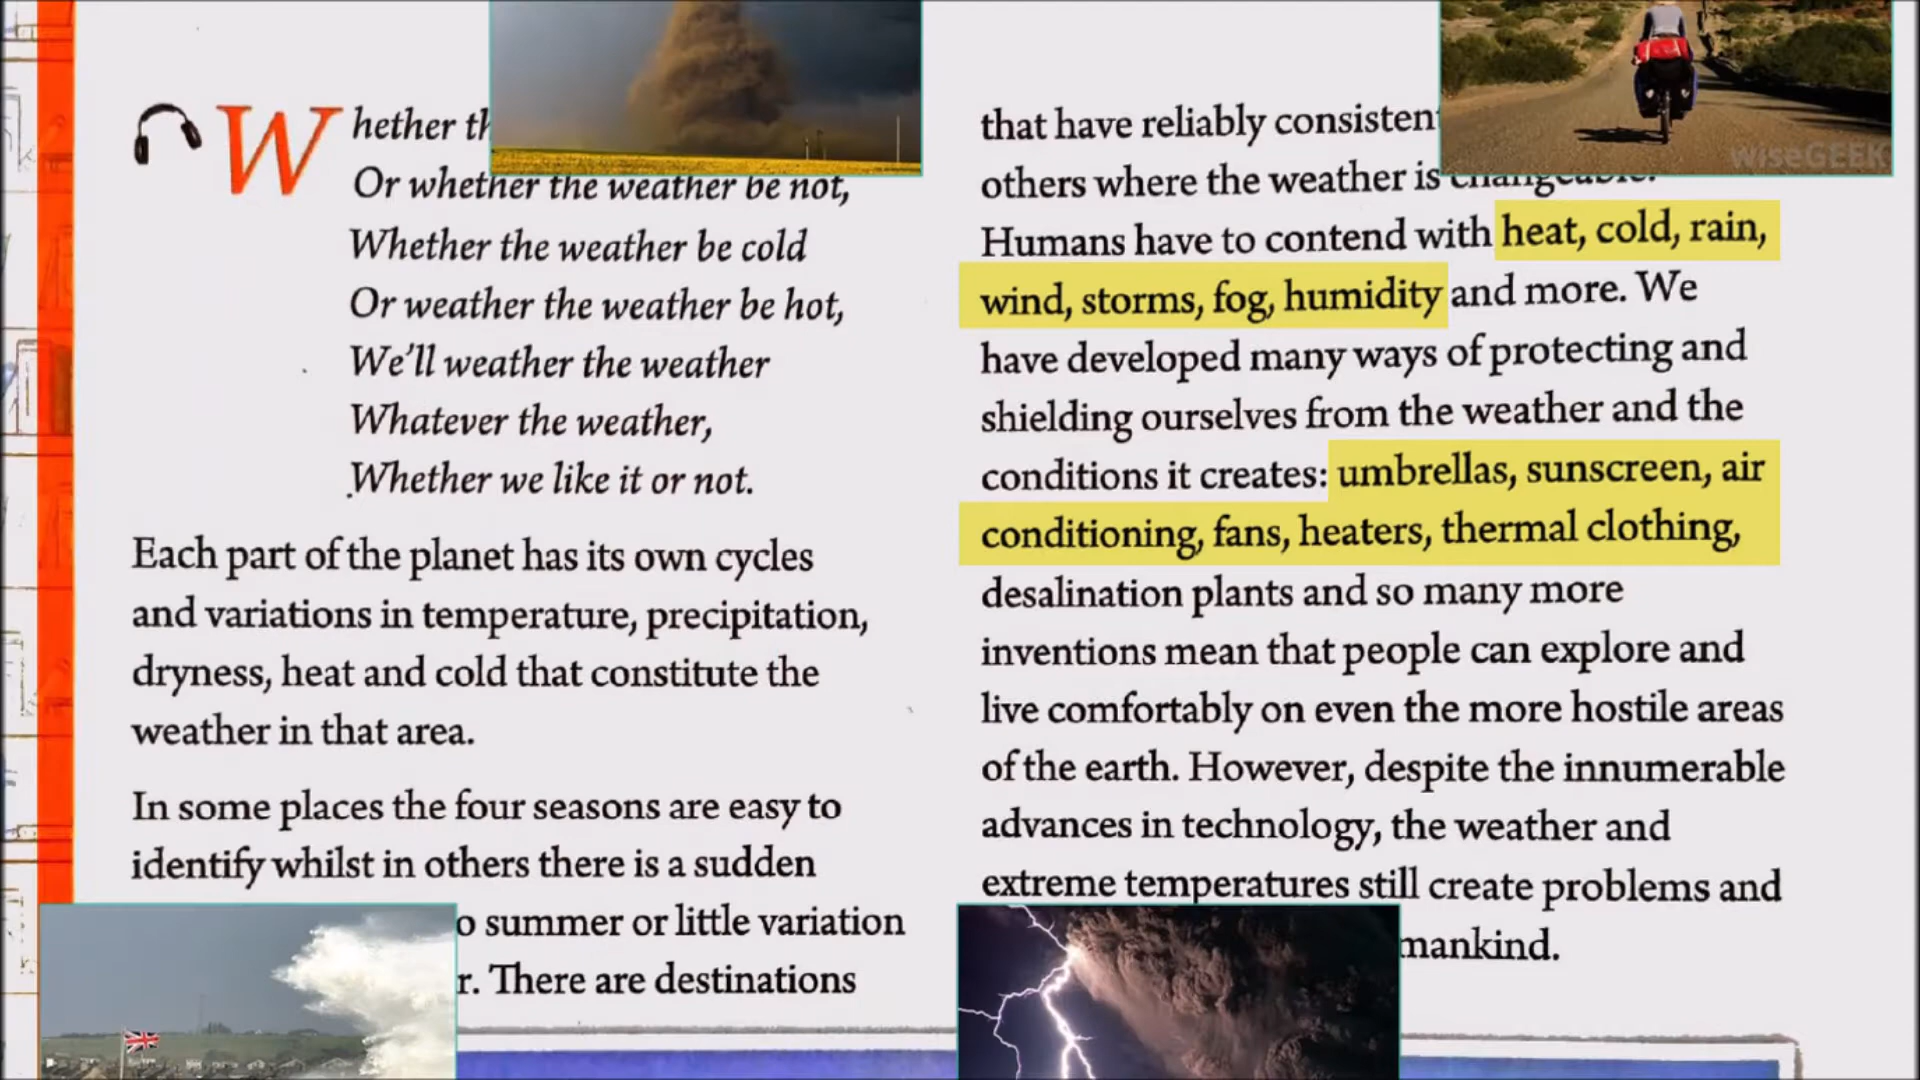 Whether th
Or whether the weather be not,
Whether the weather be cold
Or weather the weather be hot,
We'll weather the weather
Whatever the weather,
Whether we like it or not.
Each part of the planet has its own cycles
and variations in temperature, precipitation,
dryness, heat and cold that constitute the
weather in that area.
In some places the four seasons are easy to
identify whilst in others there is a sudden
o summer or little variation
r. There are destinations
that have reliably consistent
others where the weather is changeable.
Humans have to contend with heat, cold, rain,
wind, storms, fog, humidity and more. We
have developed many ways of protecting and
shielding ourselves from the weather and the
conditions it creates: umbrellas, sunscreen, air
conditioning, fans, heaters, thermal clothing,
desalination plants and so many more
inventions mean that people can explore and
live comfortably on even the more hostile areas
of the earth. However, despite the innumerable
advances in technology, the weather and
extreme temperatures still create problems and
mankind.
wiseGEEK